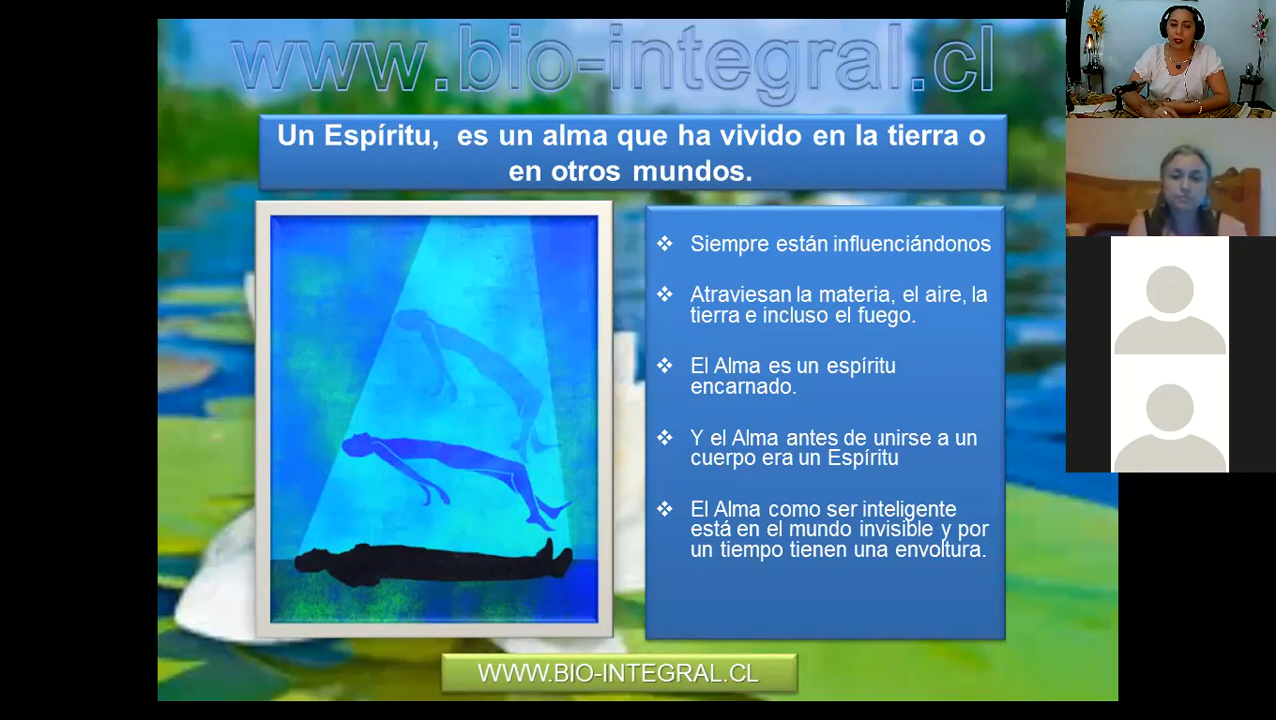 www.bio-integral.cl
Un Espíritu, es un alma que ha vivido en la tierra o
en otros mundos.
❖ Siempre están influenciándonos
❖ Atraviesan la materia, el aire, la
tierra e incluso el fuego.
❖ El Alma es un espíritu
encarnado.
❖ Y el Alma antes de unirse a un
cuerpo era un Espíritu
❖ El Alma como ser inteligente
está en el mundo invisible y por
un tiempo tienen una envoltura.
WWW.BIO-INTEGRAL.CL